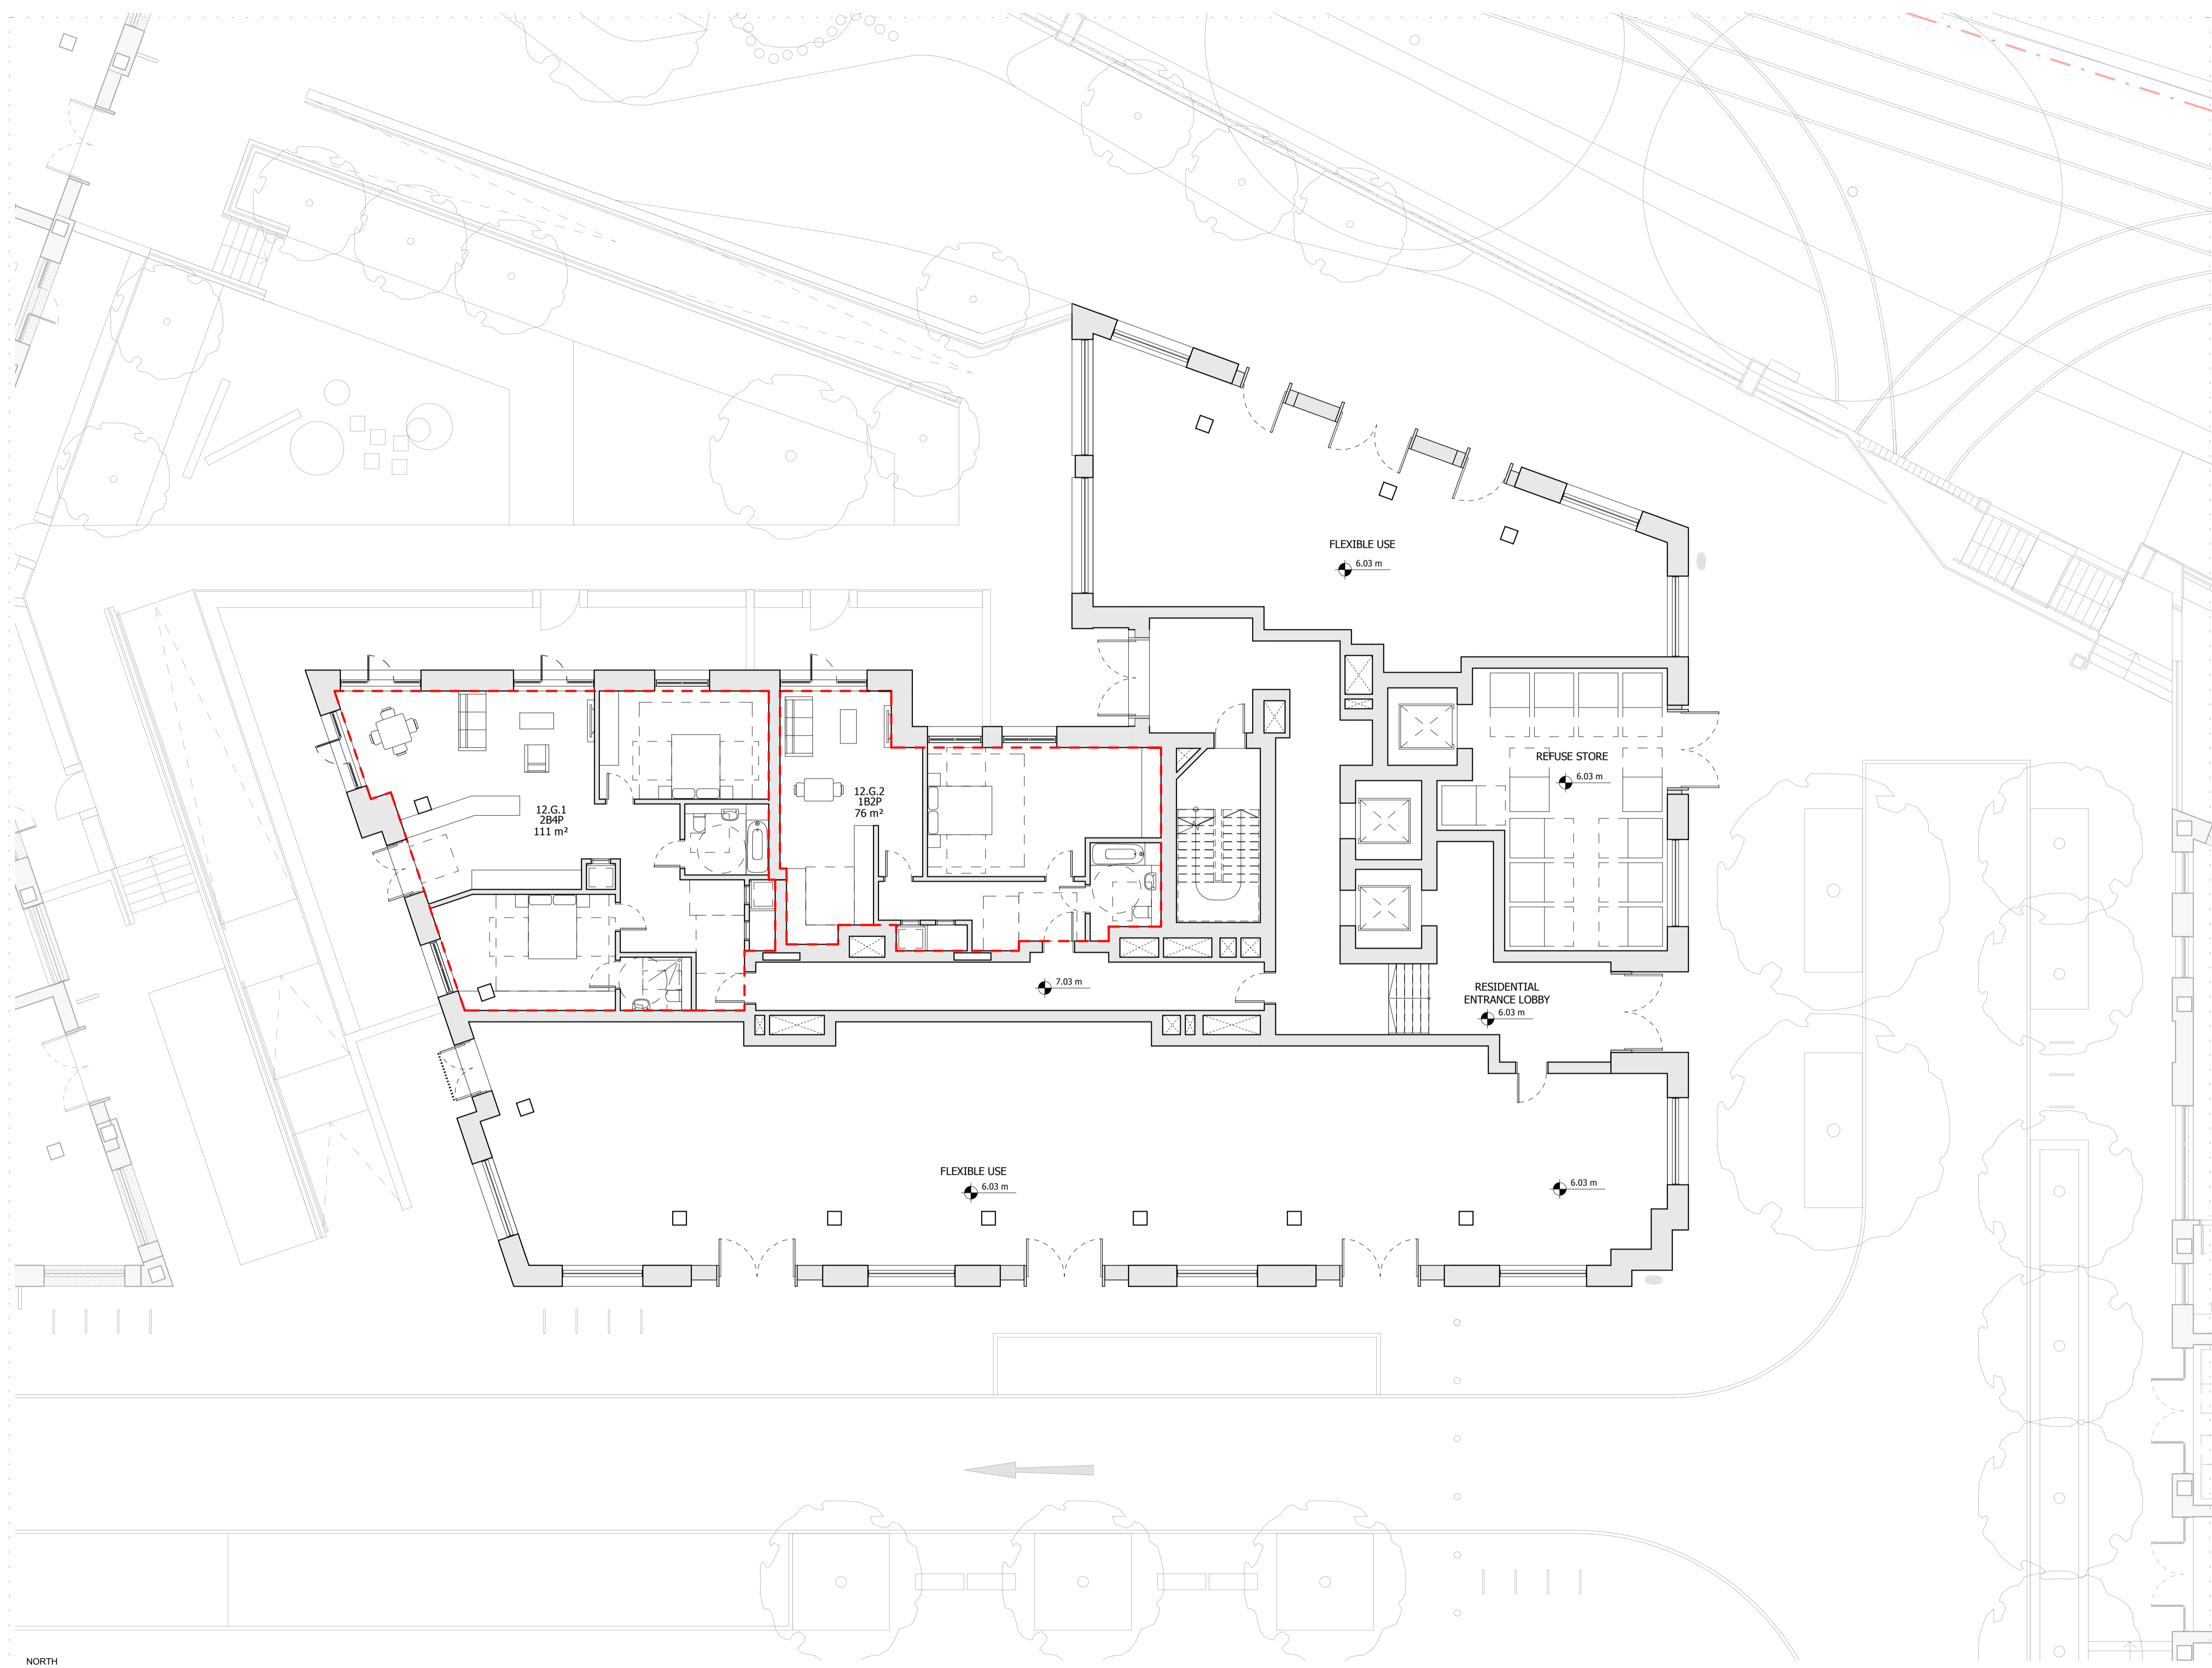 FLEXIBLE USE
6.03 m
REFUSE STORE
6.03 m
12.G.1
2B4P
111 m²
12.G.2
1B2P
76 m²
7.03 m
RESIDENTIAL
ENTRANCE LOBBY
6.03 m
FLEXIBLE USE
6.03 m
6.03 m
NORTH